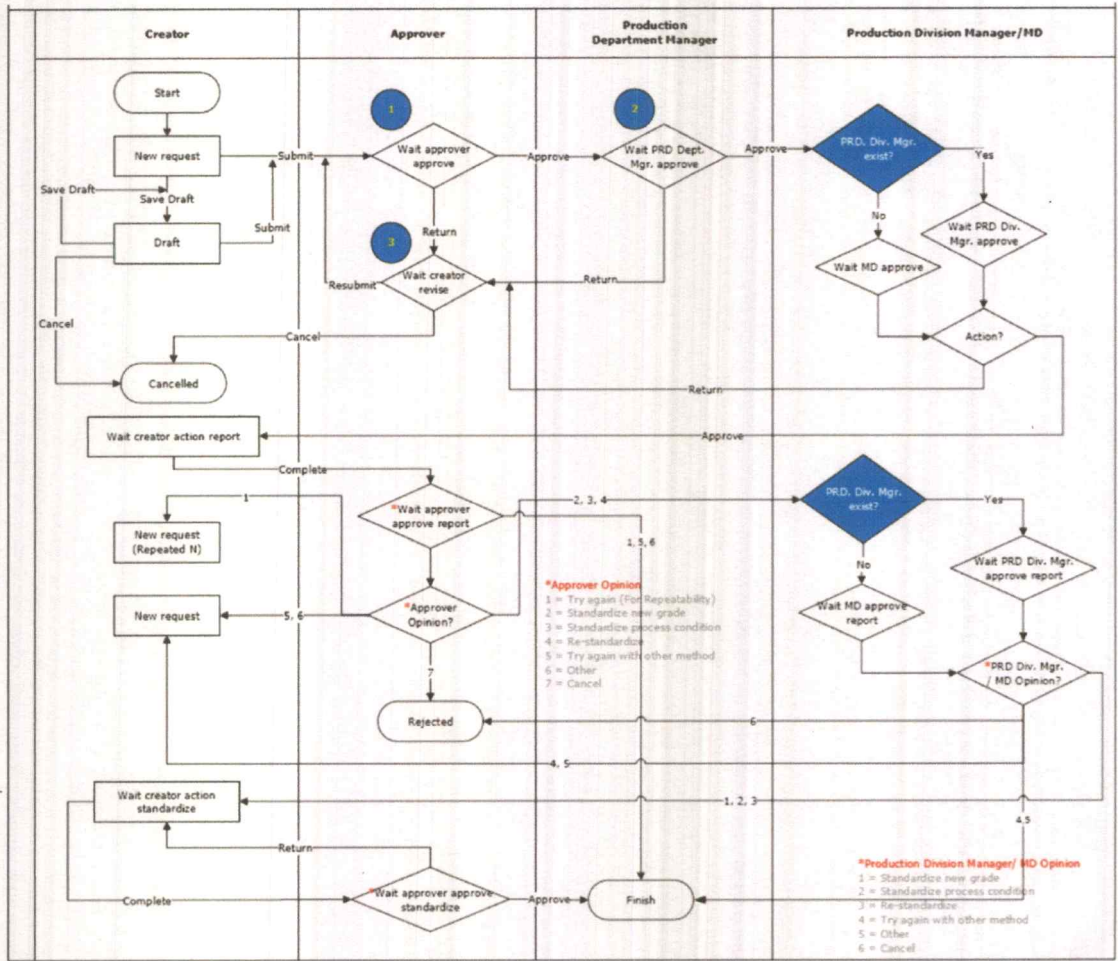 Creator
Approver
Production
Department Manager
Production Division Manager/MD
Start
1
2
New request
Submit
Wait approver
approve
Approve
Wait PRD Dept.
Mgr. approve
Approve
PRD. Div. Mgr.
exist?
Yes
Save Draft
Save Draft
Submit
Draft
3
Return
No
Wait PRD Div.
Mgr. approve
Wait creator
revise
Resubmit
Return
Wait MD approve
Cancel
Cancel
Action?
Cancelled
Return
Wait creator action report
Approve
Complete
1
2, 3, 4
PRD. Div. Mgr.
exist?
Yes
*Wait approver
approve report
New request
(Repeated N)
1, 5, 6
No
Wait PRD Div. Mgr.
approve report
*Approver Opinion
1 = Try again (For Repeatability)
2 = Standardize new grade
3 = Standardize process condition
4 = Re-standardize
5 = Try again with other method
6 = Other
7 = Cancel
New request
5, 6
*Approver
Opinion?
Wait MD approve
report
*PRD Div. Mgr.
/ MD Opinion?
7
Rejected
6
4, 5
Wait creator action
standardize
1, 2, 3
4,5
Return
*Production Division Manager/ MD Opinion
1 = Standardize new grade
2 = Standardize process condition
3 = Re-standardize
4 = Try again with other method
5 = Other
6 = Cancel
Complete
*Wait approver approve
standardize
Approve
Finish